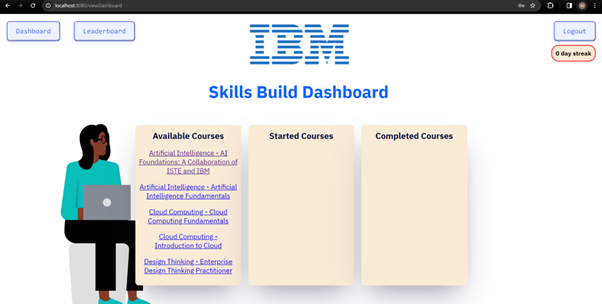 localhost:8080/viewDashboard
Dashboard
Leaderboard
IBM
Logout
0 day streak
Skills Build Dashboard
Available Courses
Artificial Intelligence - AI
Foundations: A Collaboration of
ISTE and IBM
Artificial Intelligence - Artificial
Intelligence Fundamentals
Cloud Computing - Cloud
Computing Fundamentals
Cloud Computing -
Introduction to Cloud
Design Thinking - Enterprise
Design Thinking Practitioner
Started Courses
Completed Courses